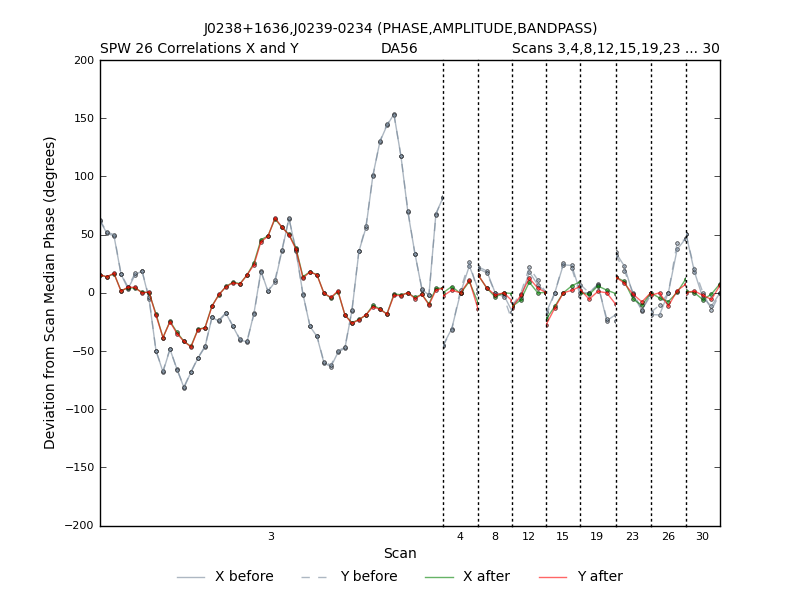 J0238+1636,J0239-0234 (PHASE,AMPLITUDE,BANDPASS)
SPW 26 Correlations X and Y DA56 Scans 3,4,8,12,15,19,23 ... 30
200
150
100
50
0
−50
−100
−150
−200
Deviation from Scan Median Phase (degrees)
3 4 8 12 15 19 23 26 30
Scan
X before Y before X after Y after